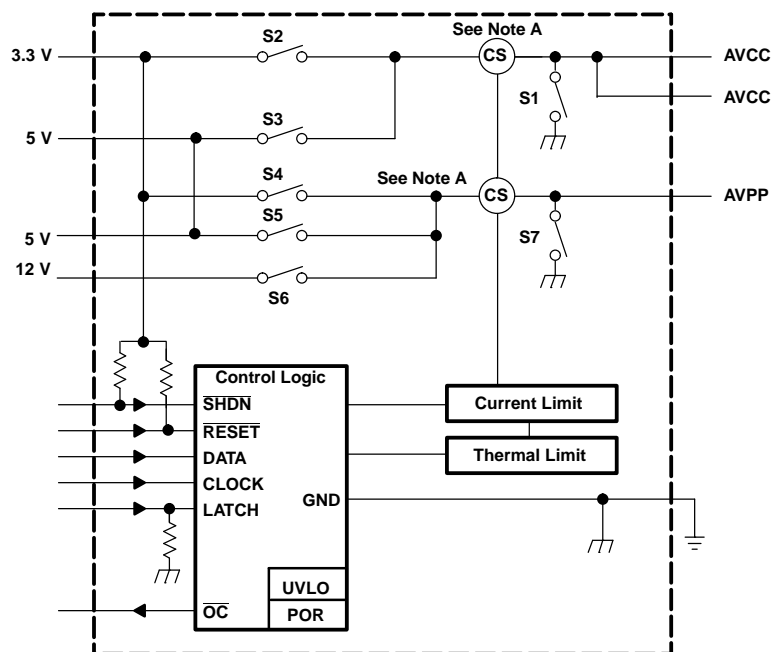 See Note A
S2
3.3 V
CS
AVCC
S1
AVCC
S3
5 V
S4
See Note A
CS
AVPP
S5
5 V
S7
12 V
S6
Control Logic
SHDN
Current Limit
RESET
DATA
Thermal Limit
CLOCK
GND
LATCH
UVLO
OC
POR